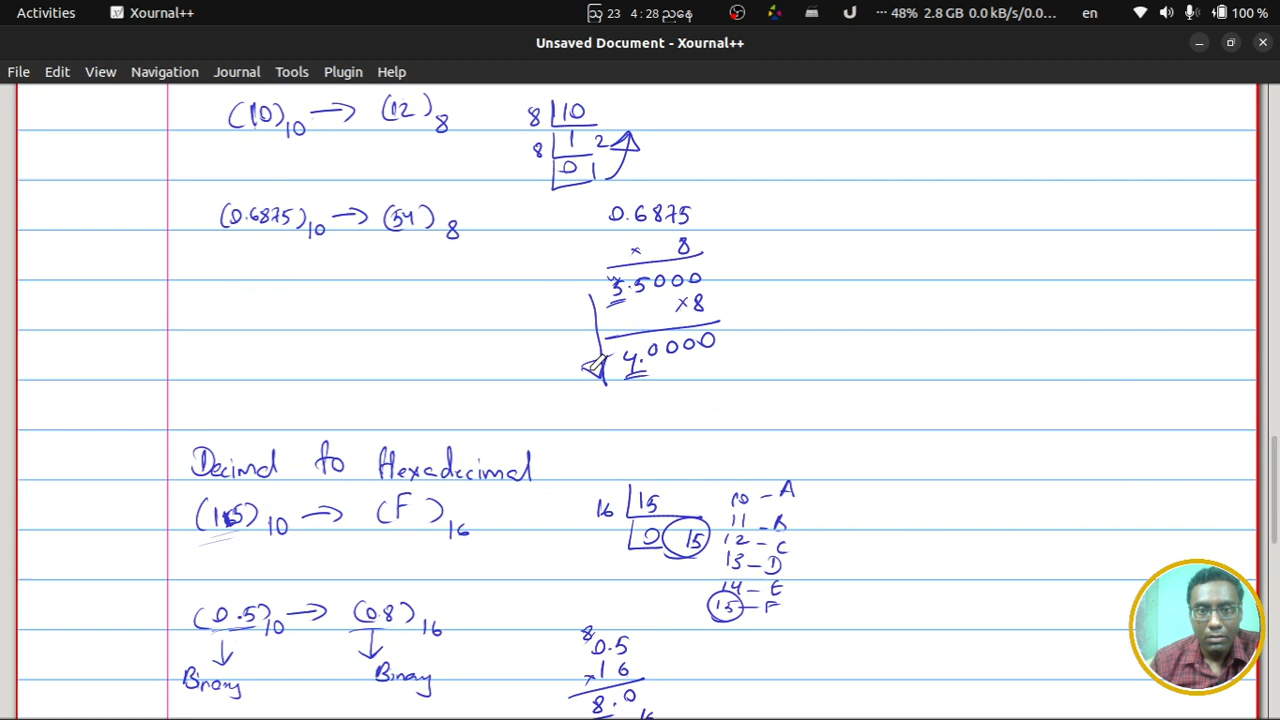 Activities Xournal++ ඔ 23 4:28 ප.ව. 48% 2.8 GB 0.0 kB/s/0.0... en 100 %
Unsaved Document - Xournal++
File Edit View Navigation Journal Tools Plugin Help
(10)10 → (12)8 8 10
8 1 2
0 1
(0.6875)10 → (54)8 0.6875
× 8
5.5000
×8
4.0000
Decimal to Hexadecimal
(15)10 → (F)16 16 15 10 - A
0 15 11 - B
12 - C
13 - D
14 - E
15 - F
(0.5)10 → (0.8)16 8 0.5
Binary Binary ×16
8.0
16